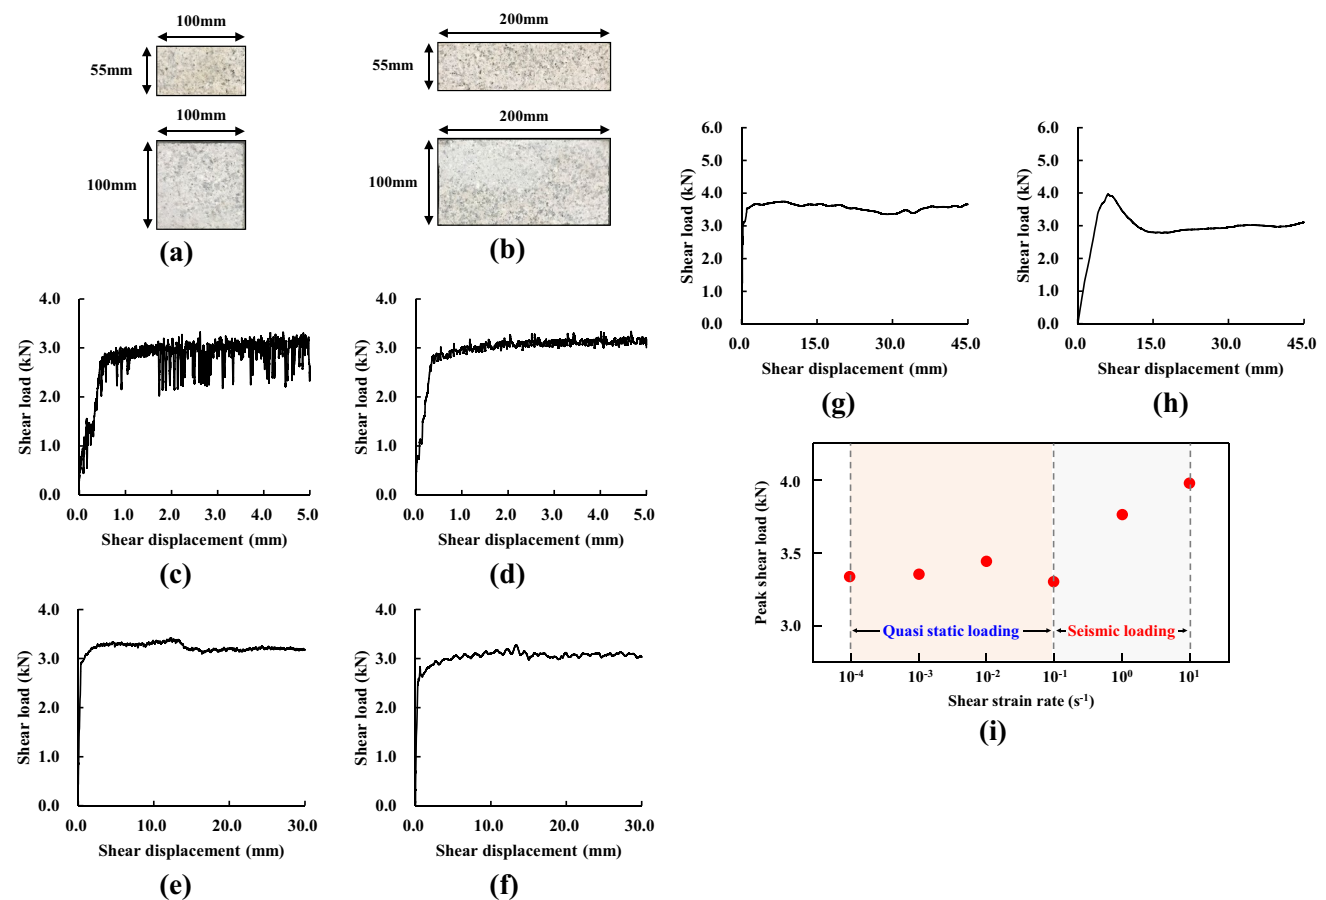 100mm
55mm
100mm
100mm
(a)
200mm
55mm
200mm
100mm
(b)
4.0
3.0
2.0
1.0
0.0
Shear load (kN)
0.0 1.0 2.0 3.0 4.0 5.0
Shear displacement (mm)
(c)
4.0
3.0
2.0
1.0
0.0
Shear load (kN)
0.0 1.0 2.0 3.0 4.0 5.0
Shear displacement (mm)
(d)
4.0
3.0
2.0
1.0
0.0
Shear load (kN)
0.0 10.0 20.0 30.0
Shear displacement (mm)
(e)
4.0
3.0
2.0
1.0
0.0
Shear load (kN)
0.0 10.0 20.0 30.0
Shear displacement (mm)
(f)
6.0
5.0
4.0
3.0
2.0
1.0
0.0
Shear load (kN)
0.0 15.0 30.0 45.0
Shear displacement (mm)
(g)
6.0
5.0
4.0
3.0
2.0
1.0
0.0
Shear load (kN)
0.0 15.0 30.0 45.0
Shear displacement (mm)
(h)
4.0
3.5
3.0
Peak shear load (kN)
Quasi static loading
Seismic loading
10⁻⁴ 10⁻³ 10⁻² 10⁻¹ 10⁰ 10¹
Shear strain rate (s⁻¹)
(i)